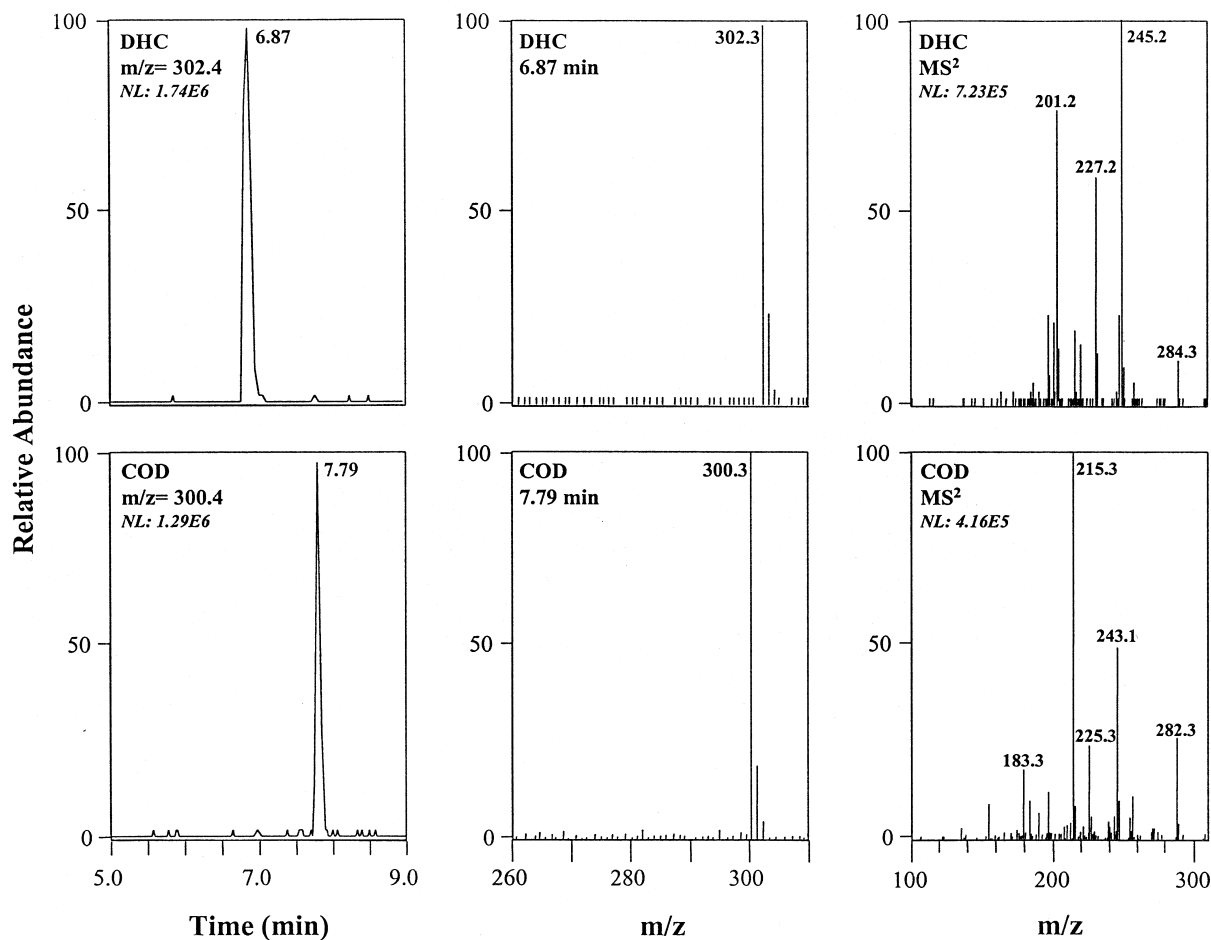 Relative Abundance
100
50
0
DHC
m/z= 302.4
NL: 1.74E6
6.87
100
50
0
DHC
6.87 min
302.3
100
50
0
DHC
MS²
NL: 7.23E5
245.2
201.2
227.2
284.3
100
50
0
COD
m/z= 300.4
NL: 1.29E6
7.79
5.0
7.0
9.0
Time (min)
100
50
0
COD
7.79 min
300.3
260
280
300
m/z
100
50
0
COD
MS²
NL: 4.16E5
215.3
243.1
225.3
282.3
183.3
100
200
300
m/z